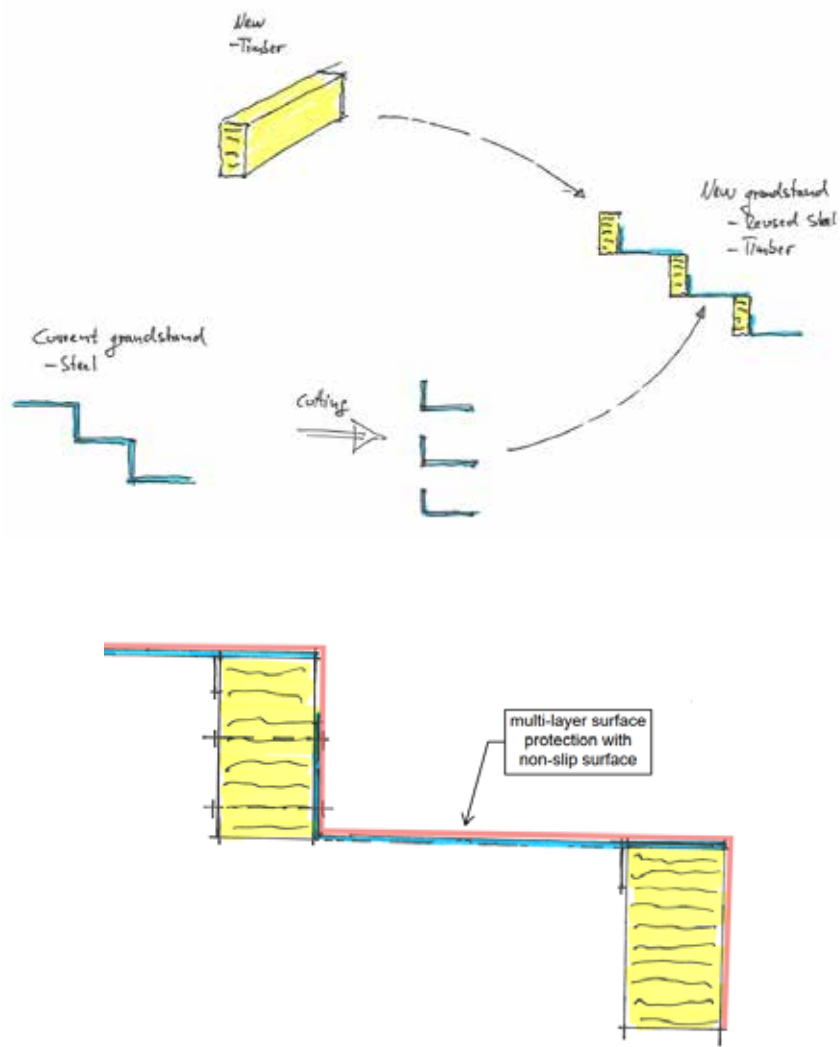 New
- Timber
New grandstand
- Reused Steel
- Timber
Current grandstand
- Steel
Cutting
multi-layer surface
protection with
non-slip surface